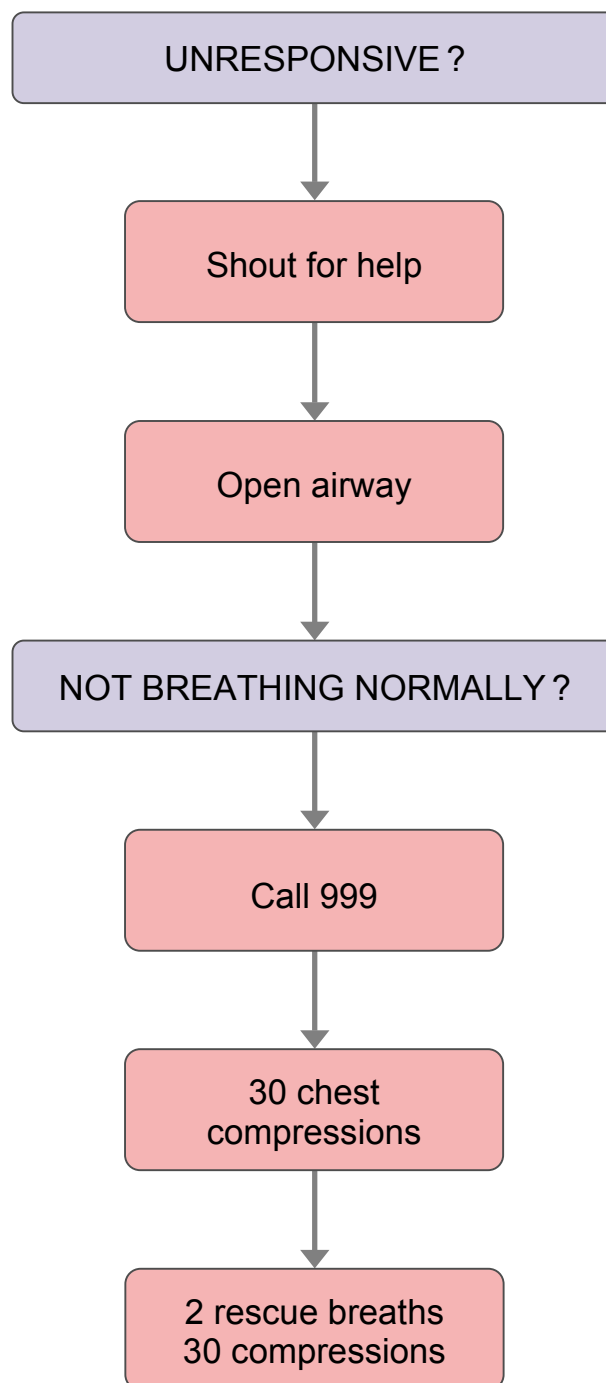 UNRESPONSIVE ?
Shout for help
Open airway
NOT BREATHING NORMALLY ?
Call 999
30 chest
compressions
2 rescue breaths
30 compressions